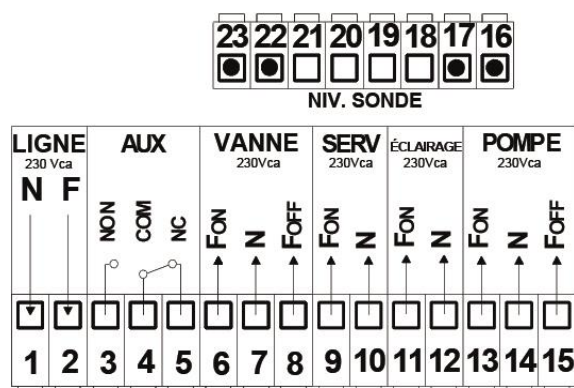 23 22 21 20 19 18 17 16
NIV. SONDE
LIGNE AUX VANNE SERV ÉCLAIRAGE POMPE
230 Vca 230Vca 230Vca 230Vca 230Vca
N F NON COM NC FON N FOFF FON N FON N FON N FOFF
1 2 3 4 5 6 7 8 9 10 11 12 13 14 15